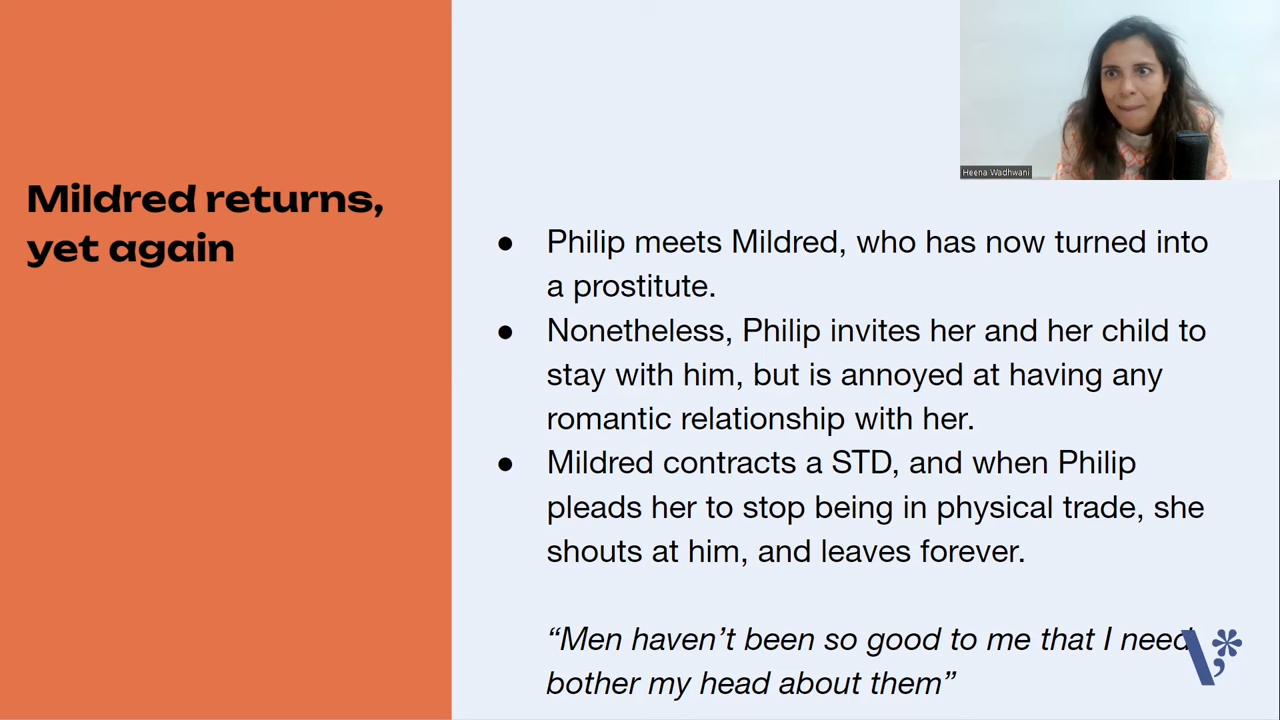 Heena Wadhwani
Mildred returns,
yet again
● Philip meets Mildred, who has now turned into
a prostitute.
● Nonetheless, Philip invites her and her child to
stay with him, but is annoyed at having any
romantic relationship with her.
● Mildred contracts a STD, and when Philip
pleads her to stop being in physical trade, she
shouts at him, and leaves forever.
“Men haven’t been so good to me that I need
bother my head about them”